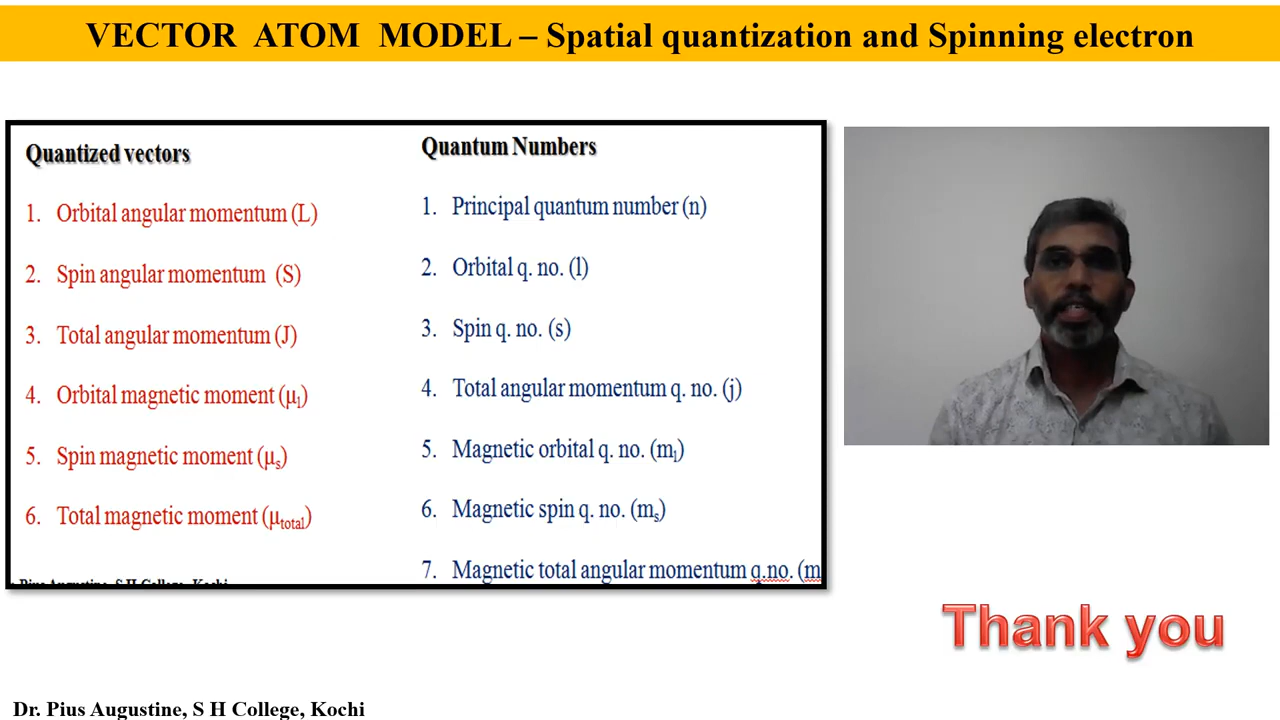 VECTOR ATOM MODEL – Spatial quantization and Spinning electron
Quantized vectors
1. Orbital angular momentum (L)
2. Spin angular momentum (S)
3. Total angular momentum (J)
4. Orbital magnetic moment (μl)
5. Spin magnetic moment (μs)
6. Total magnetic moment (μtotal)
Pius Augustine, S H College, Kochi
Quantum Numbers
1. Principal quantum number (n)
2. Orbital q. no. (l)
3. Spin q. no. (s)
4. Total angular momentum q. no. (j)
5. Magnetic orbital q. no. (ml)
6. Magnetic spin q. no. (ms)
7. Magnetic total angular momentum q.no. (m
Thank you
Dr. Pius Augustine, S H College, Kochi